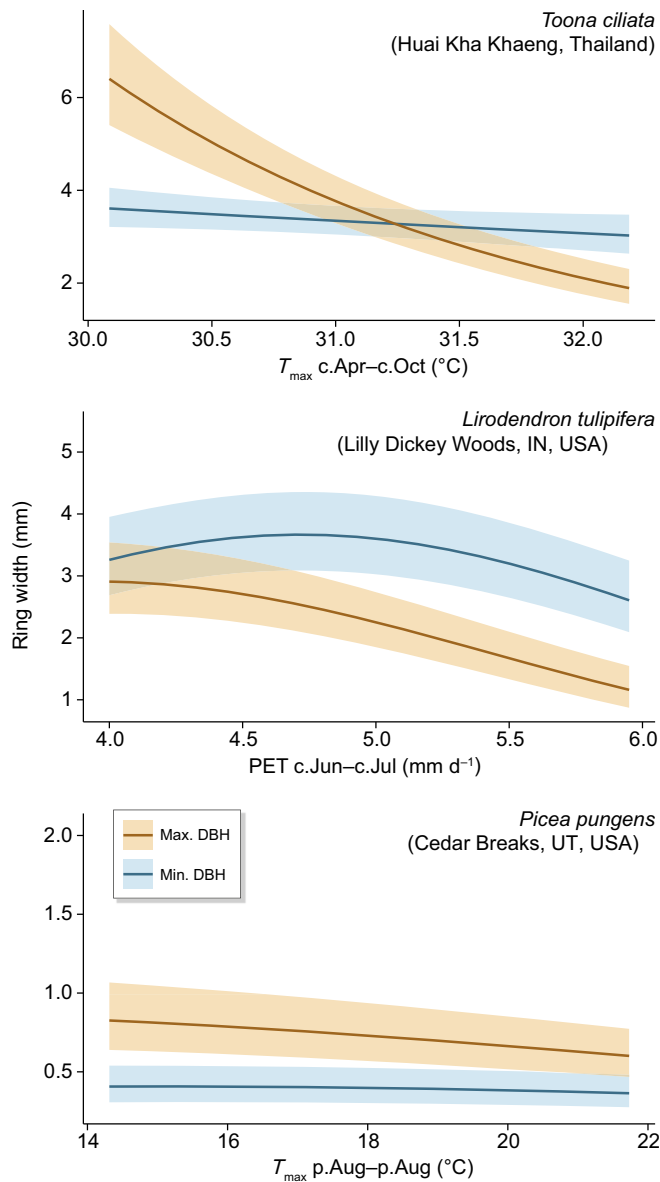 Toona ciliata
(Huai Kha Khaeng, Thailand)
6
4
2
30.0 30.5 31.0 31.5 32.0
Tmax c.Apr–c.Oct (°C)
Lirodendron tulipifera
(Lilly Dickey Woods, IN, USA)
Ring width (mm)
5
4
3
2
1
4.0 4.5 5.0 5.5 6.0
PET c.Jun–c.Jul (mm d⁻¹)
Picea pungens
(Cedar Breaks, UT, USA)
Max. DBH
Min. DBH
2.0
1.5
1.0
0.5
14 16 18 20 22
Tmax p.Aug–p.Aug (°C)